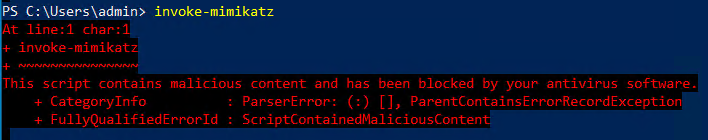 PS C:\Users\admin> invoke-mimikatz
At line:1 char:1
+ invoke-mimikatz
+ ~~~~~~~~~~~~~~~
This script contains malicious content and has been blocked by your antivirus software.
    + CategoryInfo          : ParserError: (:) [], ParentContainsErrorRecordException
    + FullyQualifiedErrorId : ScriptContainedMaliciousContent